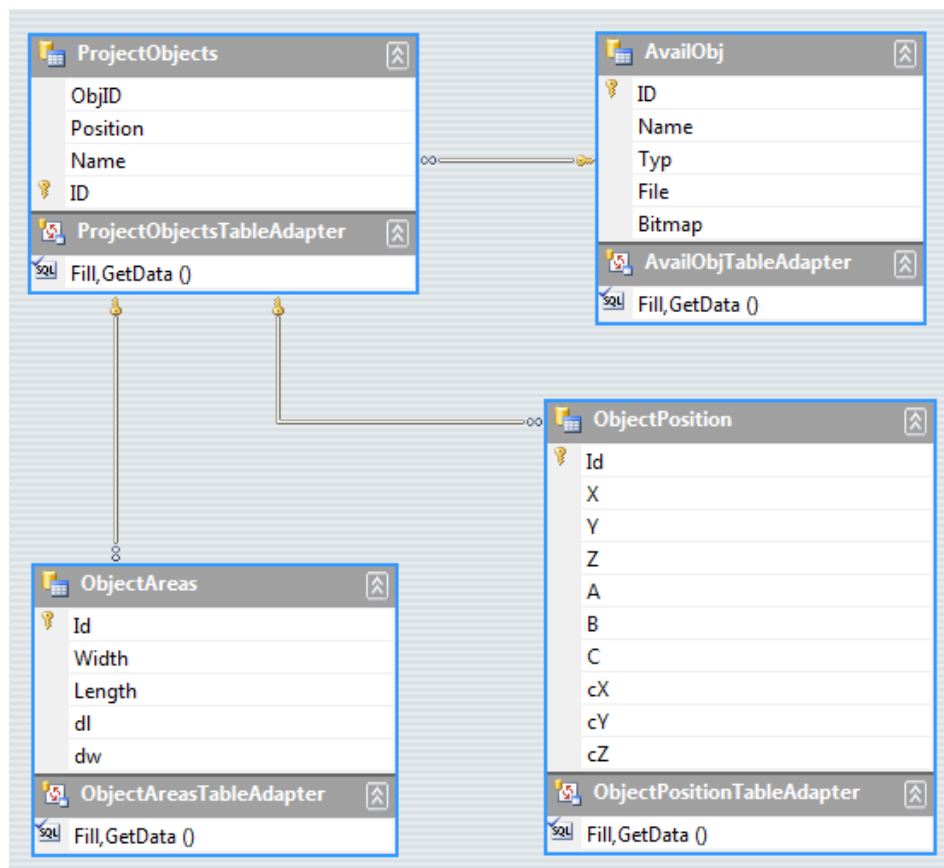 ProjectObjects
ObjID
Position
Name
ID
ProjectObjectsTableAdapter
SQL Fill,GetData ()
AvailObj
ID
Name
Typ
File
Bitmap
AvailObjTableAdapter
SQL Fill,GetData ()
ObjectAreas
Id
Width
Length
dl
dw
ObjectAreasTableAdapter
SQL Fill,GetData ()
ObjectPosition
Id
X
Y
Z
A
B
C
cX
cY
cZ
ObjectPositionTableAdapter
SQL Fill,GetData ()